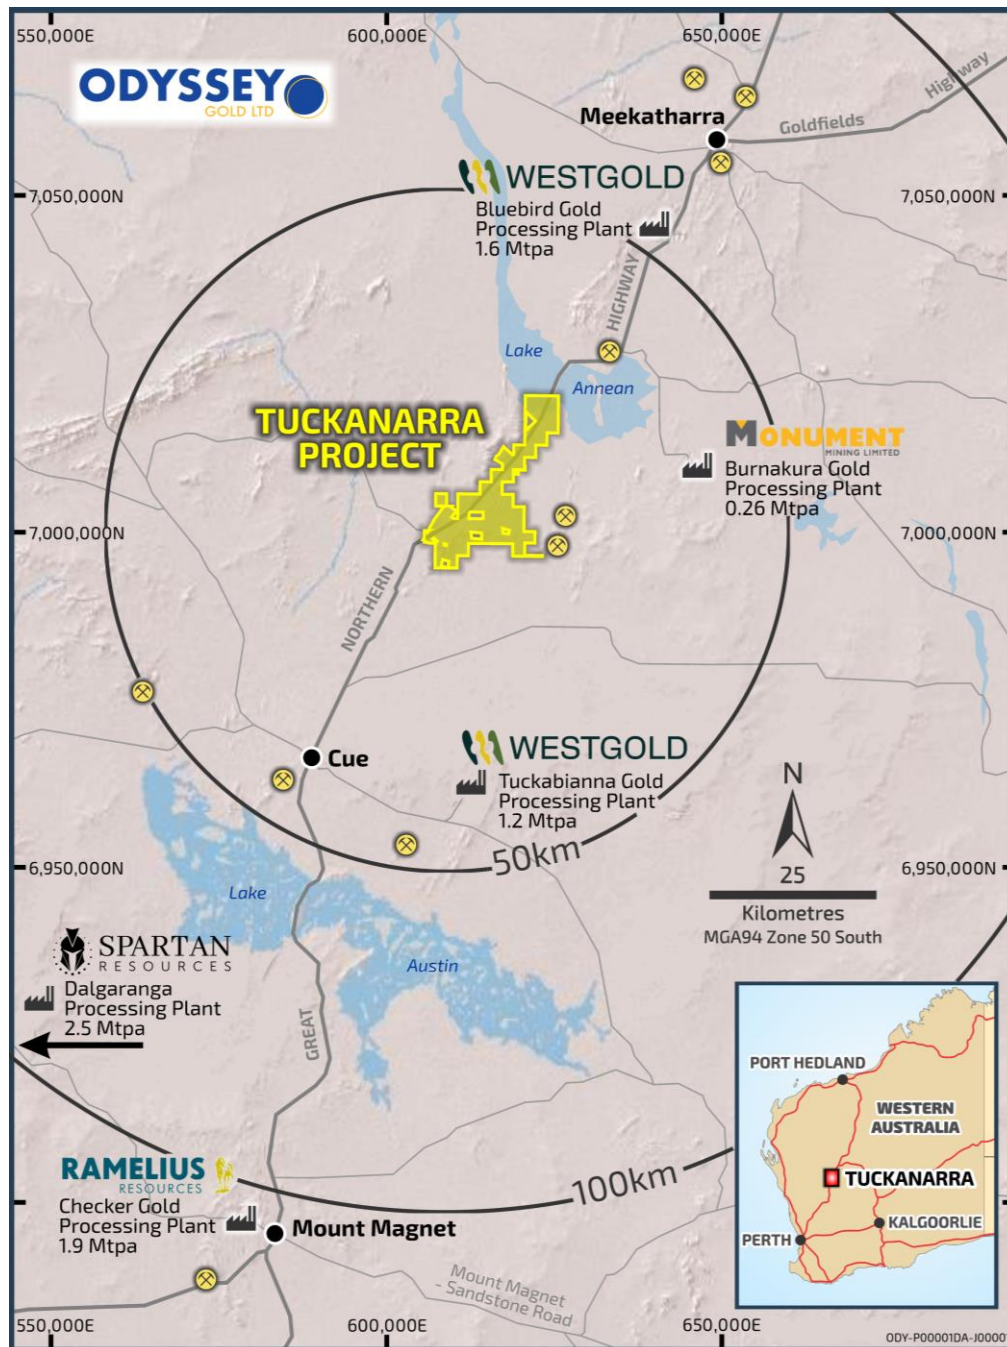 550,000E
600,000E
650,000E
ODYSSEY
GOLD LTD
Meekatharra
Goldfields
Highway
7,050,000N
7,050,000N
WESTGOLD
Bluebird Gold
Processing Plant
1.6 Mtpa
HIGHWAY
Lake
Annean
TUCKANARRA
PROJECT
MONUMENT
MINING LIMITED
Burnakura Gold
Processing Plant
0.26 Mtpa
7,000,000N
7,000,000N
NORTHERN
Cue
WESTGOLD
Tuckabianna Gold
Processing Plant
1.2 Mtpa
50km
N
25
Kilometres
MGA94 Zone 50 South
6,950,000N
6,950,000N
Lake
Austin
SPARTAN
RESOURCES
Dalgaranga
Processing Plant
2.5 Mtpa
GREAT
RAMELIUS
RESOURCES
Checker Gold
Processing Plant
1.9 Mtpa
100km
Mount Magnet
Mount Magnet
- Sandstone Road
PORT HEDLAND
WESTERN
AUSTRALIA
TUCKANARRA
KALGOORLIE
PERTH
550,000E
600,000E
650,000E
ODY-P00001DA-J00001